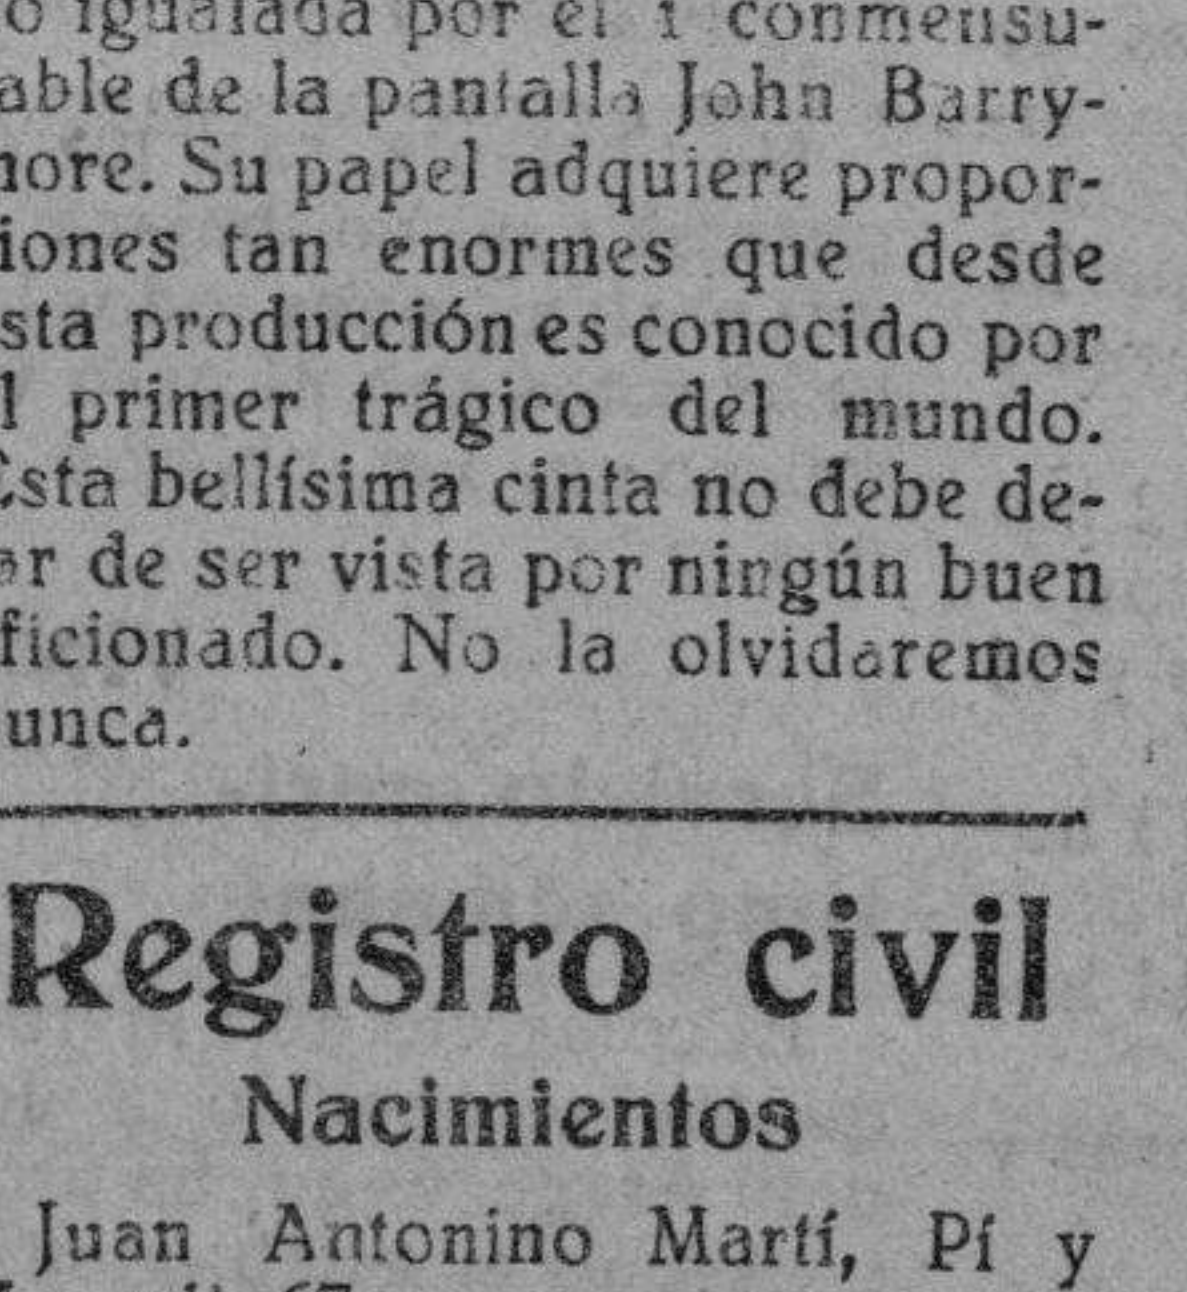 o igualada por el i conmensu-
able de la pantalla John Barry-
nore. Su papel adquiere propor-
iones tan enormes que desde
sta producción es conocido por
l primer trágico del mundo.
Esta bellísima cinta no debe de-
ar de ser vista por ningún buen
ficionado. No la olvidaremos
unca.
Registro civil
Nacimientos
Juan Antonino Martí, Pí y
67